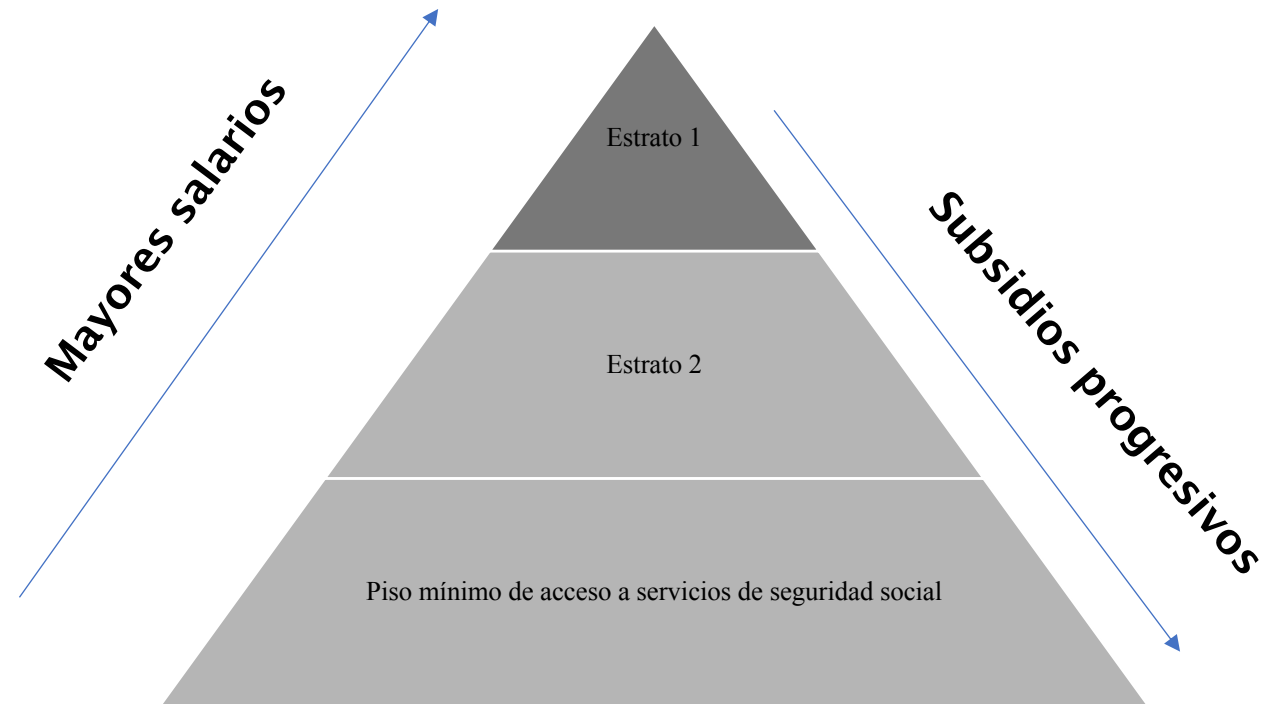 Mayores salarios
Estrato 1
Subsidios progresivos
Estrato 2
Piso mínimo de acceso a servicios de seguridad social